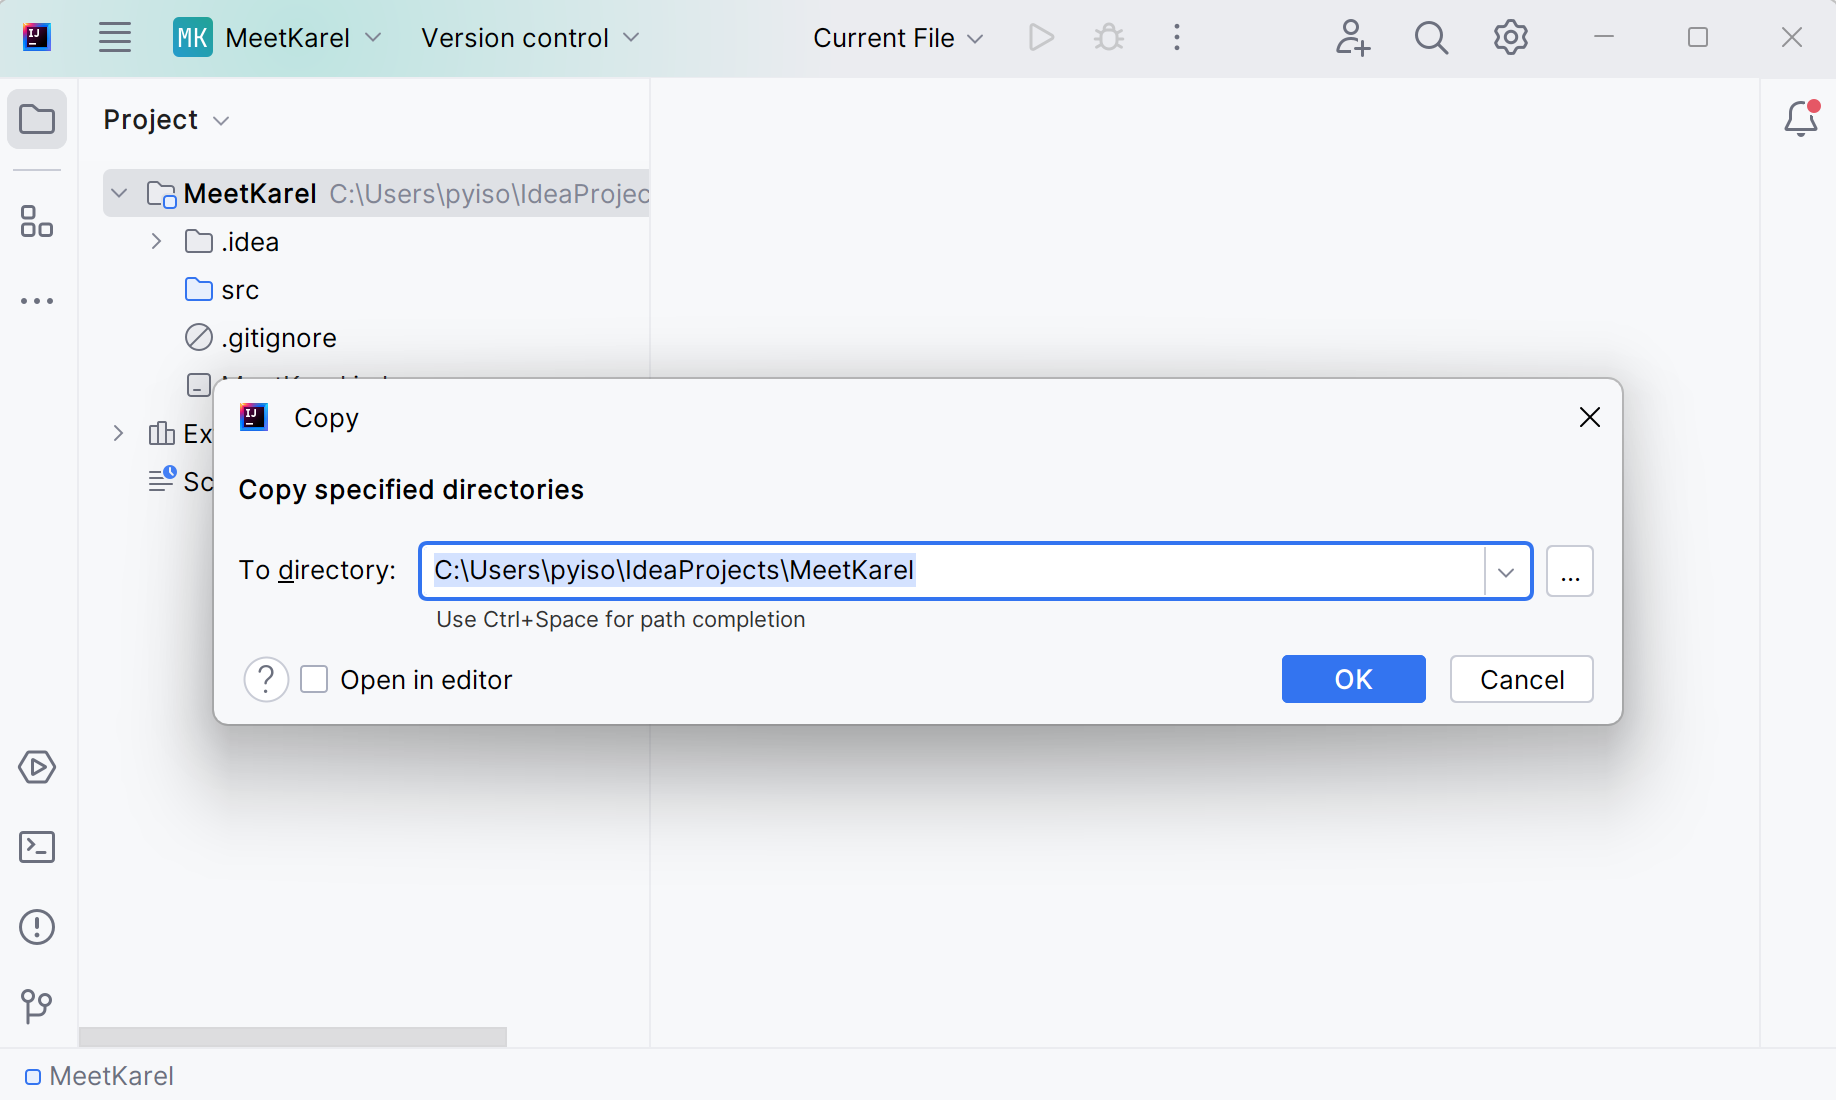 MK MeetKarel Version control Current File
Project
MeetKarel C:\Users\pyiso\IdeaProjec
.idea
src
.gitignore
Ex
Sc
IJ Copy
Copy specified directories
To directory: C:\Users\pyiso\IdeaProjects\MeetKarel ...
Use Ctrl+Space for path completion
? Open in editor OK Cancel
MeetKarel